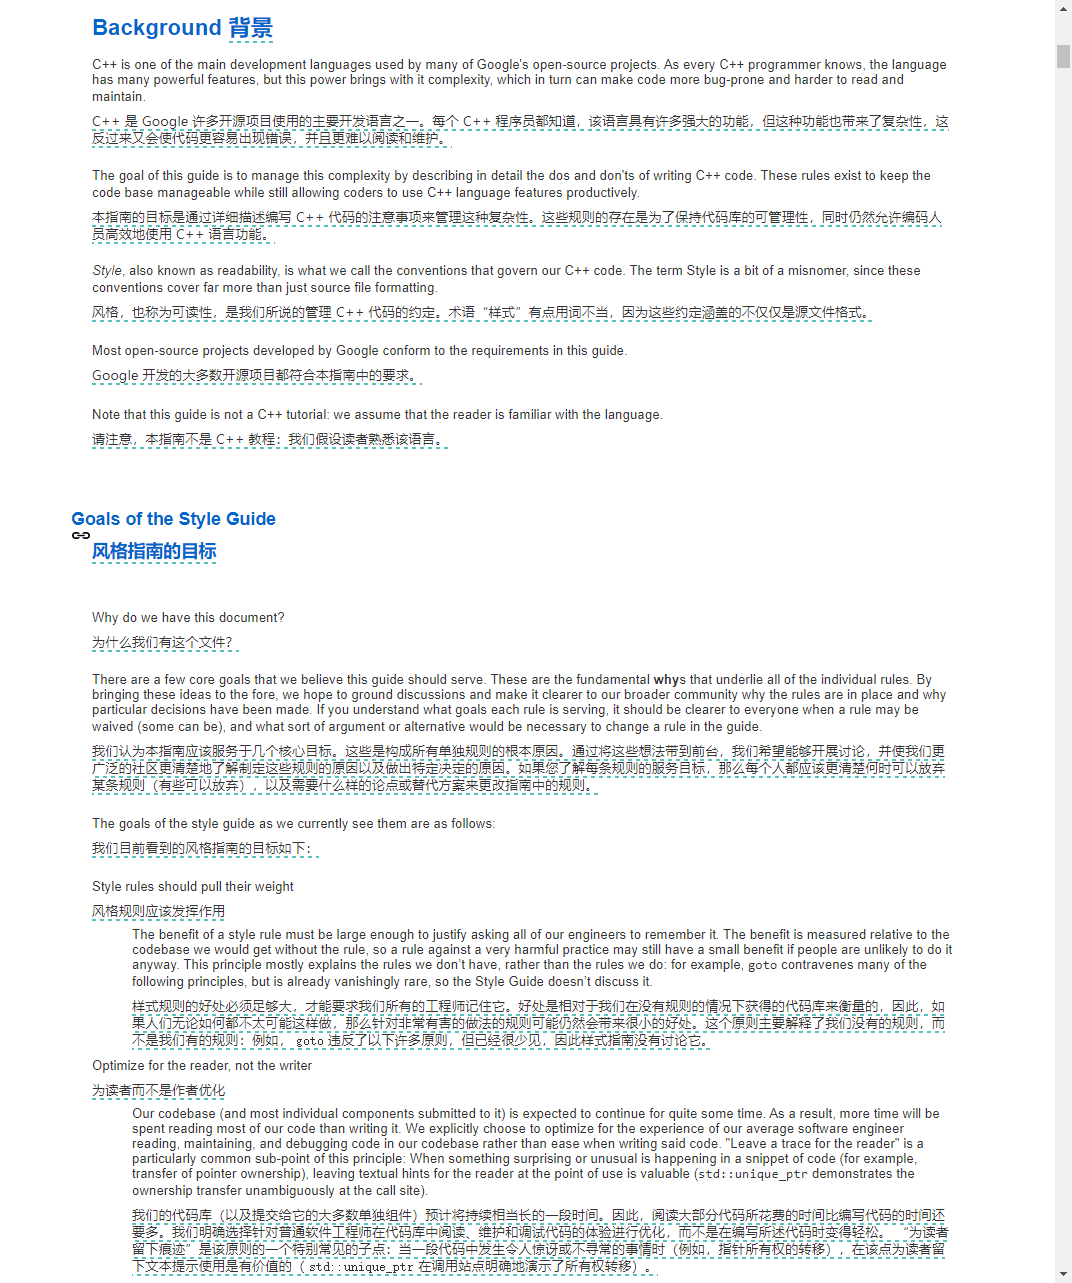 Background 背景
C++ is one of the main development languages used by many of Google's open-source projects. As every C++ programmer knows, the language
has many powerful features, but this power brings with it complexity, which in turn can make code more bug-prone and harder to read and
maintain.
C++ 是 Google 许多开源项目使用的主要开发语言之一。每个 C++ 程序员都知道，该语言具有许多强大的功能，但这种功能也带来了复杂性，这
反过来又会使代码更容易出现错误，并且更难以阅读和维护。
The goal of this guide is to manage this complexity by describing in detail the dos and don'ts of writing C++ code. These rules exist to keep the
code base manageable while still allowing coders to use C++ language features productively.
本指南的目标是通过详细描述编写 C++ 代码的注意事项来管理这种复杂性。这些规则的存在是为了保持代码库的可管理性，同时仍然允许编码人
员高效地使用 C++ 语言功能。
Style, also known as readability, is what we call the conventions that govern our C++ code. The term Style is a bit of a misnomer, since these
conventions cover far more than just source file formatting.
风格，也称为可读性，是我们所说的管理 C++ 代码的约定。术语“样式”有点用词不当，因为这些约定涵盖的不仅仅是源文件格式。
Most open-source projects developed by Google conform to the requirements in this guide.
Google 开发的大多数开源项目都符合本指南中的要求。
Note that this guide is not a C++ tutorial: we assume that the reader is familiar with the language.
请注意，本指南不是 C++ 教程：我们假设读者熟悉该语言。
Goals of the Style Guide
风格指南的目标
Why do we have this document?
为什么我们有这个文件？
There are a few core goals that we believe this guide should serve. These are the fundamental whys that underlie all of the individual rules. By
bringing these ideas to the fore, we hope to ground discussions and make it clearer to our broader community why the rules are in place and why
particular decisions have been made. If you understand what goals each rule is serving, it should be clearer to everyone when a rule may be
waived (some can be), and what sort of argument or alternative would be necessary to change a rule in the guide.
我们认为本指南应该服务于几个核心目标。这些是构成所有单独规则的根本原因。通过将这些想法带到前台，我们希望能够开展讨论，并使我们更
广泛的社区更清楚地了解制定这些规则的原因以及做出特定决定的原因。如果您了解每条规则的服务目标，那么每个人都应该更清楚何时可以放弃
某条规则（有些可以放弃），以及需要什么样的论点或替代方案来更改指南中的规则。
The goals of the style guide as we currently see them are as follows:
我们目前看到的风格指南的目标如下：
Style rules should pull their weight
风格规则应该发挥作用
The benefit of a style rule must be large enough to justify asking all of our engineers to remember it. The benefit is measured relative to the
codebase we would get without the rule, so a rule against a very harmful practice may still have a small benefit if people are unlikely to do it
anyway. This principle mostly explains the rules we don’t have, rather than the rules we do: for example, goto contravenes many of the
following principles, but is already vanishingly rare, so the Style Guide doesn’t discuss it.
样式规则的好处必须足够大，才能要求我们所有的工程师记住它。好处是相对于我们在没有规则的情况下获得的代码库来衡量的，因此，如
果人们无论如何都不太可能这样做，那么针对非常有害的做法的规则可能仍然会带来很小的好处。这个原则主要解释了我们没有的规则，而
不是我们有的规则：例如， goto 违反了以下许多原则，但已经很少见，因此样式指南没有讨论它。
Optimize for the reader, not the writer
为读者而不是作者优化
Our codebase (and most individual components submitted to it) is expected to continue for quite some time. As a result, more time will be
spent reading most of our code than writing it. We explicitly choose to optimize for the experience of our average software engineer
reading, maintaining, and debugging code in our codebase rather than ease when writing said code. "Leave a trace for the reader" is a
particularly common sub-point of this principle: When something surprising or unusual is happening in a snippet of code (for example,
transfer of pointer ownership), leaving textual hints for the reader at the point of use is valuable (std::unique_ptr demonstrates the
ownership transfer unambiguously at the call site).
我们的代码库（以及提交给它的大多数单独组件）预计将持续相当长的一段时间。因此，阅读大部分代码所花费的时间比编写代码的时间还
要多。我们明确选择针对普通软件工程师在代码库中阅读、维护和调试代码的体验进行优化，而不是在编写所述代码时变得轻松。 “为读者
留下痕迹”是该原则的一个特别常见的子点：当一段代码中发生令人惊讶或不寻常的事情时（例如，指针所有权的转移），在该点为读者留
下文本提示使用是有价值的（ std::unique_ptr 在调用站点明确地演示了所有权转移）。